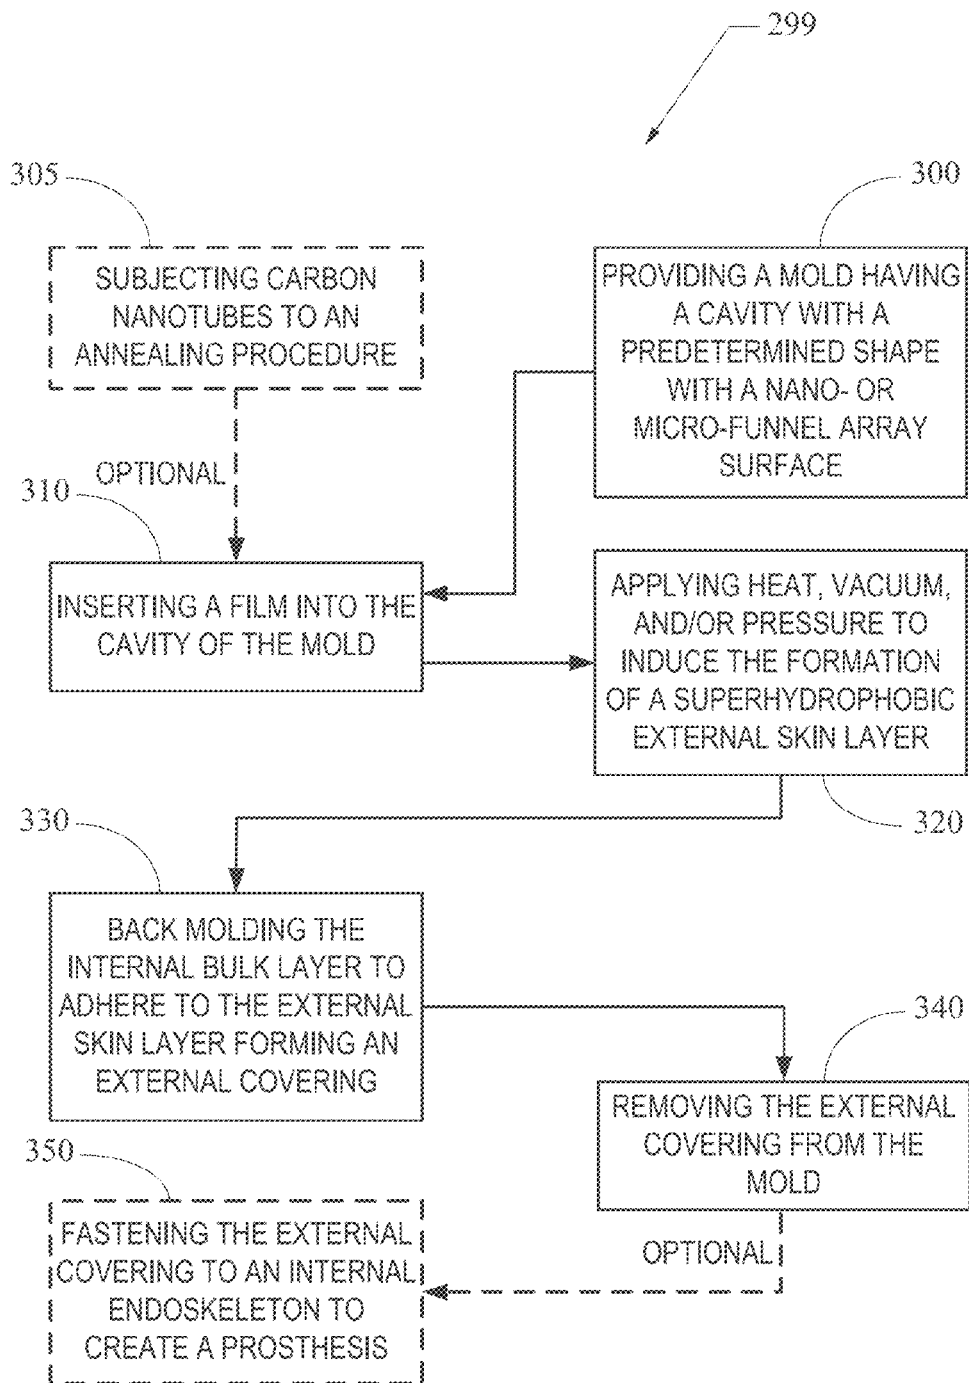 299
305
300
SUBJECTING CARBON
NANOTUBES TO AN
ANNEALING PROCEDURE
PROVIDING A MOLD HAVING
A CAVITY WITH A
PREDETERMINED SHAPE
WITH A NANO- OR
MICRO-FUNNEL ARRAY
SURFACE
OPTIONAL
310
INSERTING A FILM INTO THE
CAVITY OF THE MOLD
APPLYING HEAT, VACUUM,
AND/OR PRESSURE TO
INDUCE THE FORMATION
OF A SUPERHYDROPHOBIC
EXTERNAL SKIN LAYER
320
330
BACK MOLDING THE
INTERNAL BULK LAYER TO
ADHERE TO THE EXTERNAL
SKIN LAYER FORMING AN
EXTERNAL COVERING
340
REMOVING THE EXTERNAL
COVERING FROM THE
MOLD
350
OPTIONAL
FASTENING THE EXTERNAL
COVERING TO AN INTERNAL
ENDOSKELETON TO
CREATE A PROSTHESIS